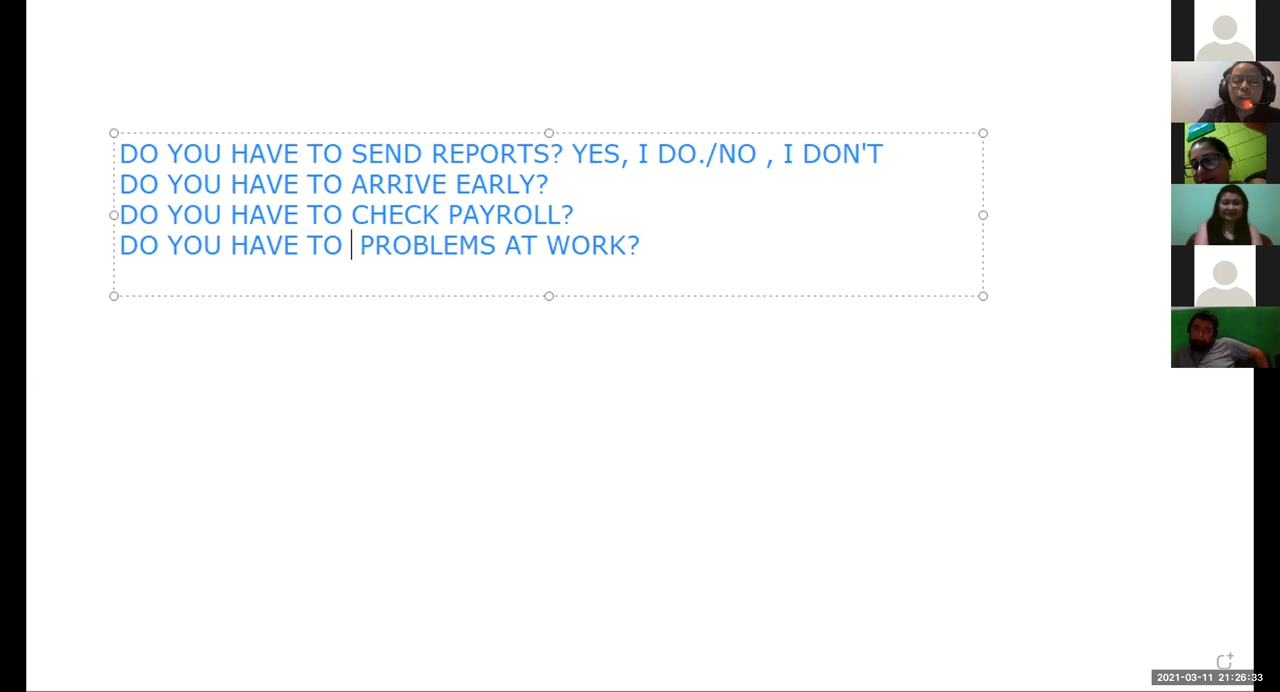 DO YOU HAVE TO SEND REPORTS? YES, I DO./NO , I DON'T
DO YOU HAVE TO ARRIVE EARLY?
DO YOU HAVE TO CHECK PAYROLL?
DO YOU HAVE TO PROBLEMS AT WORK?
2021-03-11 21:26:33